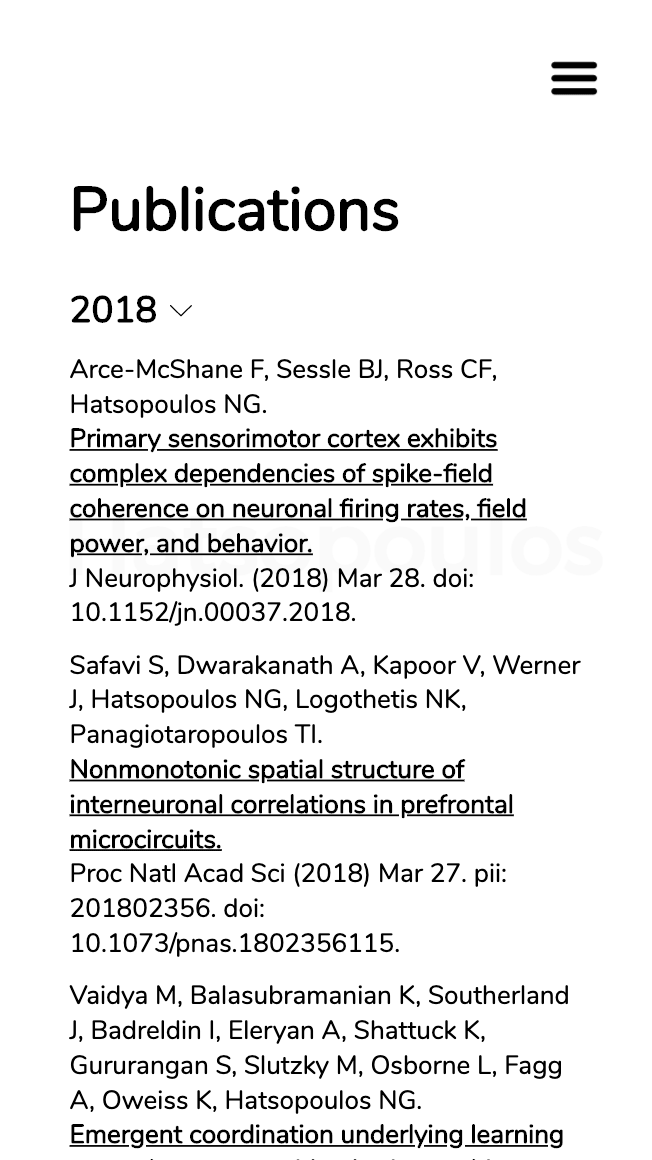 Publications
2018
Arce-McShane F, Sessle BJ, Ross CF,
Hatsopoulos NG.
Primary sensorimotor cortex exhibits
complex dependencies of spike-field
coherence on neuronal firing rates, field
power, and behavior.
J Neurophysiol. (2018) Mar 28. doi:
10.1152/jn.00037.2018.
Safavi S, Dwarakanath A, Kapoor V, Werner
J, Hatsopoulos NG, Logothetis NK,
Panagiotaropoulos TI.
Nonmonotonic spatial structure of
interneuronal correlations in prefrontal
microcircuits.
Proc Natl Acad Sci (2018) Mar 27. pii:
201802356. doi:
10.1073/pnas.1802356115.
Vaidya M, Balasubramanian K, Southerland
J, Badreldin I, Eleryan A, Shattuck K,
Gururangan S, Slutzky M, Osborne L, Fagg
A, Oweiss K, Hatsopoulos NG.
Emergent coordination underlying learning